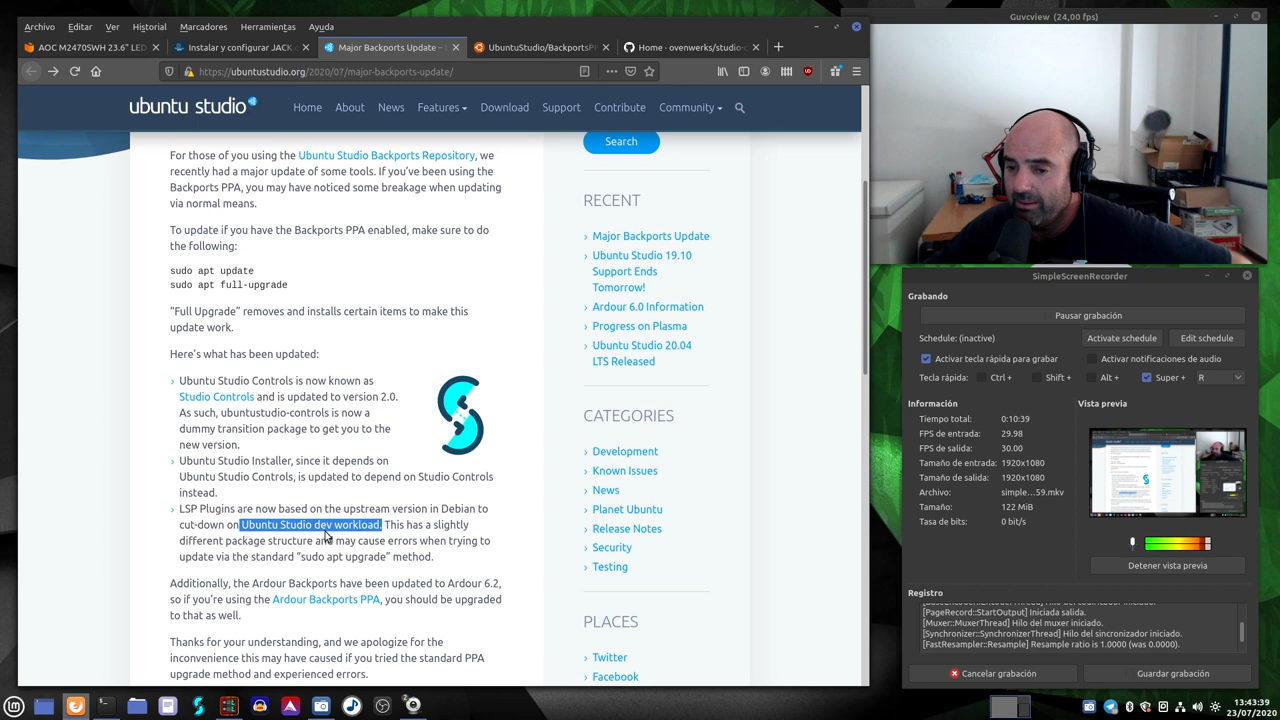 Archivo Editar Ver Historial Marcadores Herramientas Ayuda
AOC M2470SWH 23.6" LED
Instalar y configurar JACK
Major Backports Update -
UbuntuStudio/BackportsPP
Home · ovenwerks/studio-c
https://ubuntustudio.org/2020/07/major-backports-update/
ubuntu studio
Home About News Features Download Support Contribute Community
For those of you using the Ubuntu Studio Backports Repository, we
recently had a major update of some tools. If you've been using the
Backports PPA, you may have noticed some breakage when updating
via normal means.
To update if you have the Backports PPA enabled, make sure to do
the following:
sudo apt update
sudo apt full-upgrade
"Full Upgrade" removes and installs certain items to make this
update work.
Here's what has been updated:
Ubuntu Studio Controls is now known as
Studio Controls and is updated to version 2.0.
As such, ubuntustudio-controls is now a
dummy transition package to get you to the
new version.
Ubuntu Studio Installer, since it depends on
Ubuntu Studio Controls, is updated to depend on Studio Controls
instead.
LSP Plugins are now based on the upstream version in Debian to
cut-down on Ubuntu Studio dev workload. This has a slightly
different package structure and may cause errors when trying to
update via the standard "sudo apt upgrade" method.
Additionally, the Ardour Backports have been updated to Ardour 6.2,
so if you're using the Ardour Backports PPA, you should be upgraded
to that as well.
Thanks for your understanding and we apologize for the
inconvenience this may have caused if you tried the standard PPA
upgrade method and experienced errors.
Search
RECENT
Major Backports Update
Ubuntu Studio 19.10
Support Ends
Tomorrow!
Ardour 6.0 Information
Progress on Plasma
Ubuntu Studio 20.04
LTS Released
CATEGORIES
Development
Known Issues
News
Planet Ubuntu
Release Notes
Security
Testing
PLACES
Twitter
Facebook
Guvcview (24,00 fps)
SimpleScreenRecorder
Grabando
Pausar grabación
Schedule: (inactive)
Activate schedule
Edit schedule
Activar tecla rápida para grabar
Activar notificaciones de audio
Tecla rápida: Ctrl + Shift + Alt + Super + R
Información
Tiempo total: 0:10:39
FPS de entrada: 29.98
FPS de salida: 30.00
Tamaño de entrada: 1920x1080
Tamaño de salida: 1920x1080
Archivo: simple...59.mkv
Tamaño: 122 MiB
Tasa de bits: 0 bit/s
Vista previa
Detener vista previa
Registro
[PageRecord::StartOutput] Iniciada salida.
[Muxer::MuxerThread] Hilo del muxer iniciado.
[Synchronizer::SynchronizerThread] Hilo del sincronizador iniciado.
[FastResampler::Resample] Resample ratio is 1.0000 (was 0.0000).
Cancelar grabación
Guardar grabación
13:43:39
23/07/2020